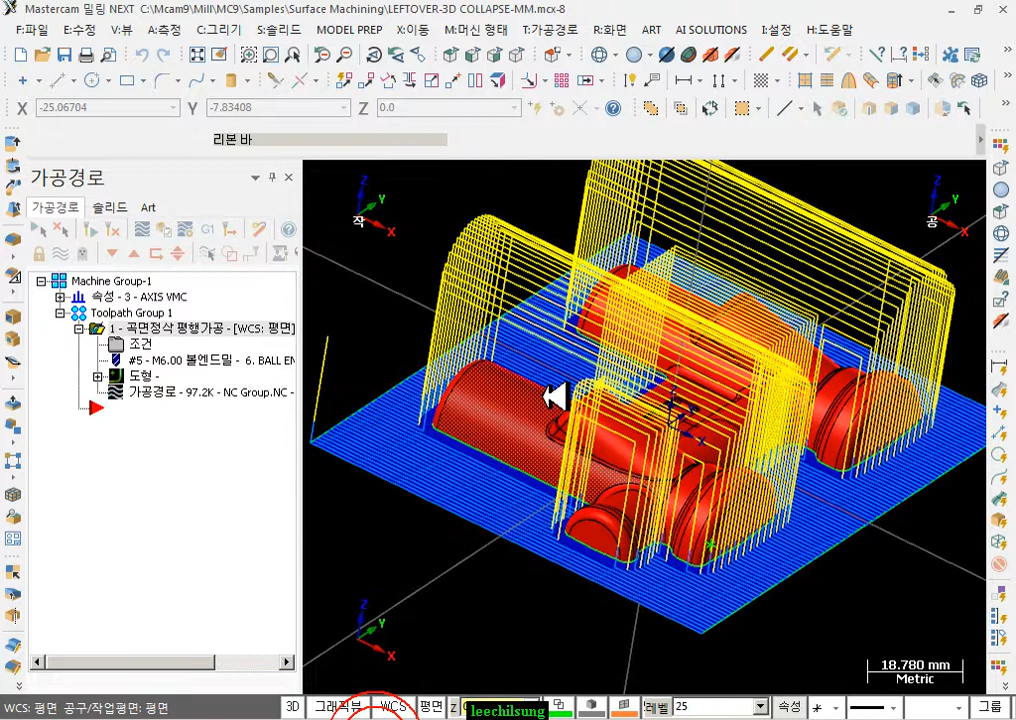 Mastercam 밀링 NEXT  C:\Mcam9\Mill\MC9\Samples\Surface Machining\LEFTOVER-3D COLLAPSE-MM.mcx-8
F:파일 E:수정 V:뷰 A:측정 C:그리기 S:솔리드 MODEL PREP X:이동 M:머신 형태 T:가공경로 R:화면 ART AI SOLUTIONS I:설정 H:도움말
X -25.06704 Y -7.83408 Z 0.0
리본 바
가공경로
가공경로 솔리드 Art
G1
Machine Group-1
속성 - 3 - AXIS VMC
Toolpath Group 1
1 - 곡면정삭 평행가공 - [WCS: 평면]
조건
#5 - M6.00 볼엔드밀 - 6. BALL EN
도형 -
가공경로 - 97.2K - NC Group.NC -
Z Y X 작
Z Y X 공
X
Z Y X
18.780 mm
Metric
WCS: 평면 공구/작업평면: 평면 3D 그래픽뷰 WCS 평면 Z 레벨 25 속성 그룹
leechilsung